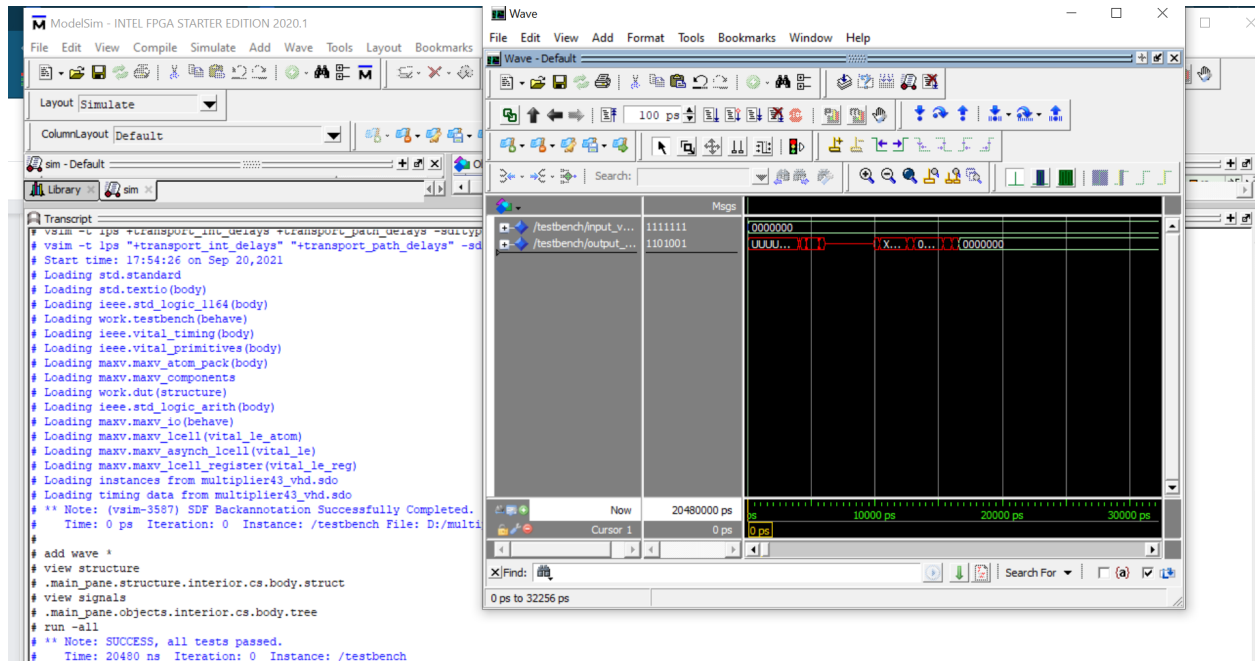 ModelSim - INTEL FPGA STARTER EDITION 2020.1
File Edit View Compile Simulate Add Wave Tools Layout Bookmarks
Layout Simulate
ColumnLayout Default
sim - Default
Library sim
Transcript
# vsim -t 1ps +transport_int_delays +transport_path_delays -sdftyp
# vsim -t 1ps "+transport_int_delays" "+transport_path_delays" -sd
# Start time: 17:54:26 on Sep 20,2021
# Loading std.standard
# Loading std.textio(body)
# Loading ieee.std_logic_1164(body)
# Loading work.testbench(behave)
# Loading ieee.vital_timing(body)
# Loading ieee.vital_primitives(body)
# Loading maxv.maxv_atom_pack(body)
# Loading maxv.maxv_components
# Loading work.dut(structure)
# Loading ieee.std_logic_arith(body)
# Loading maxv.maxv_io(behave)
# Loading maxv.maxv_lcell(vital_le_atom)
# Loading maxv.maxv_asynch_lcell(vital_le)
# Loading maxv.maxv_lcell_register(vital_le_reg)
# Loading instances from multiplier43_vhd.sdo
# Loading timing data from multiplier43_vhd.sdo
# ** Note: (vsim-3587) SDF Backannotation Successfully Completed.
#    Time: 0 ps  Iteration: 0  Instance: /testbench File: D:/multi
#
# add wave *
# view structure
# .main_pane.structure.interior.cs.body.struct
# view signals
# .main_pane.objects.interior.cs.body.tree
# run -all
# ** Note: SUCCESS, all tests passed.
#    Time: 20480 ns  Iteration: 0  Instance: /testbench
Wave
File Edit View Add Format Tools Bookmarks Window Help
Wave - Default
100 ps
Search:
Msgs
/testbench/input_v... 1111111 0000000
/testbench/output_... 1101001 UUUU... X... 0... 0000000
Now 20480000 ps ps 10000 ps 20000 ps 30000 ps
Cursor 1 0 ps 0 ps
Find: Search For {a}
0 ps to 32256 ps